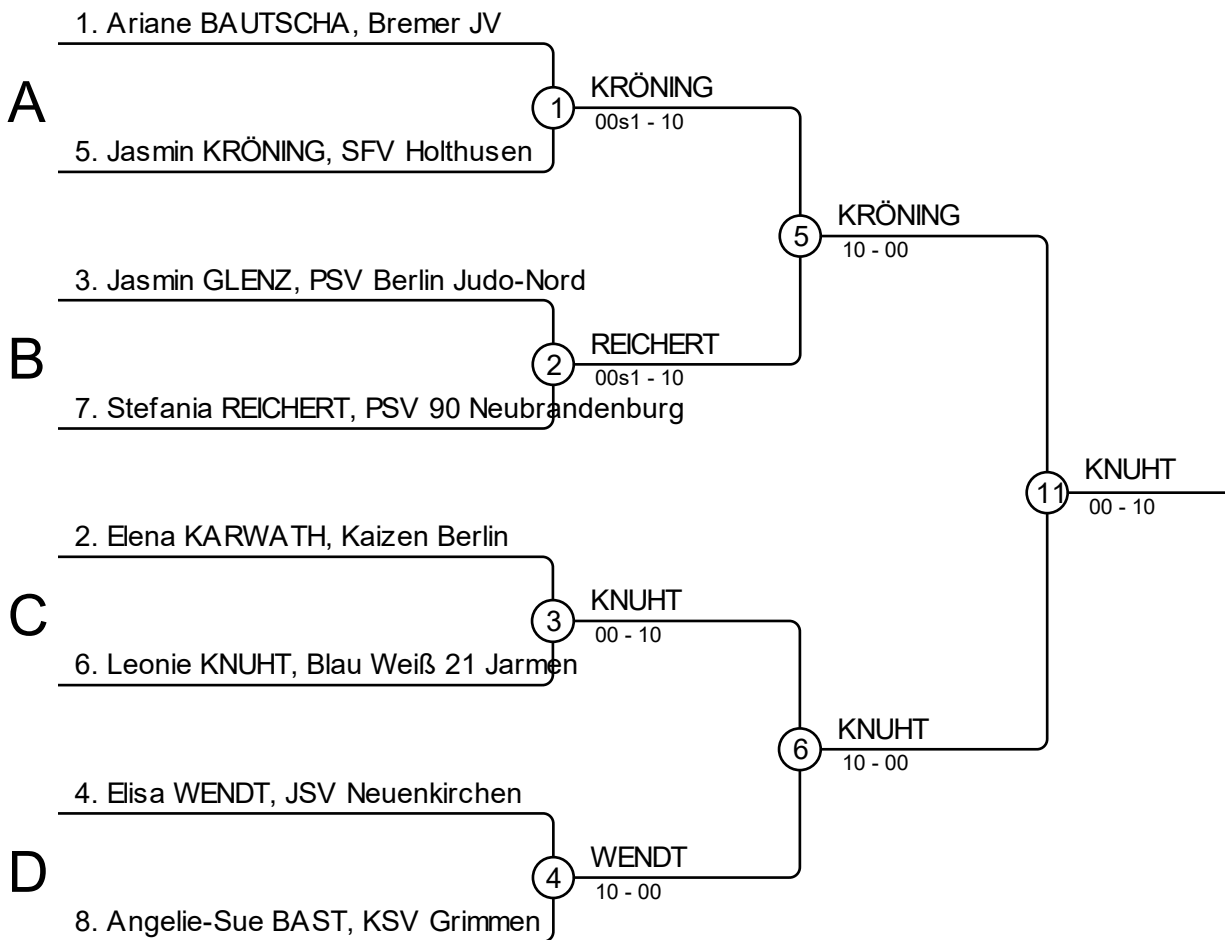 1. Ariane BAUTSCHA, Bremer JV
A
1
KRÖNING
00s1 - 10
5. Jasmin KRÖNING, SFV Holthusen
5
KRÖNING
10 - 00
3. Jasmin GLENZ, PSV Berlin Judo-Nord
B
2
REICHERT
00s1 - 10
7. Stefania REICHERT, PSV 90 Neubrandenburg
11
KNUHT
00 - 10
2. Elena KARWATH, Kaizen Berlin
C
3
KNUHT
00 - 10
6. Leonie KNUHT, Blau Weiß 21 Jarmen
6
KNUHT
10 - 00
4. Elisa WENDT, JSV Neuenkirchen
D
4
WENDT
10 - 00
8. Angelie-Sue BAST, KSV Grimmen